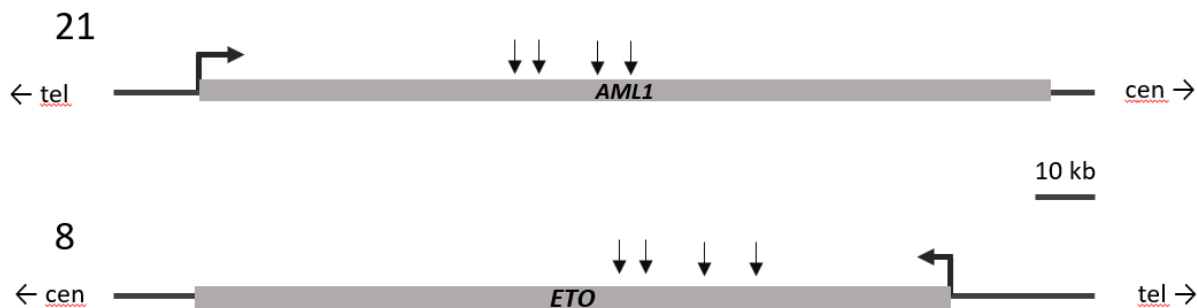 21
← tel AML1 cen →
10 kb
8
← cen ETO tel →